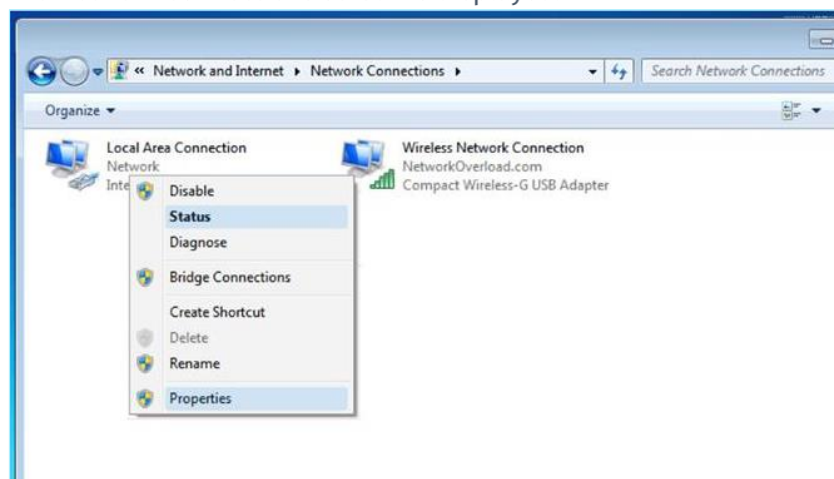 « Network and Internet ▸ Network Connections ▸
Search Network Connections
Organize
Local Area Connection
Network
Inte
Wireless Network Connection
NetworkOverload.com
Compact Wireless-G USB Adapter
Disable
Status
Diagnose
Bridge Connections
Create Shortcut
Delete
Rename
Properties